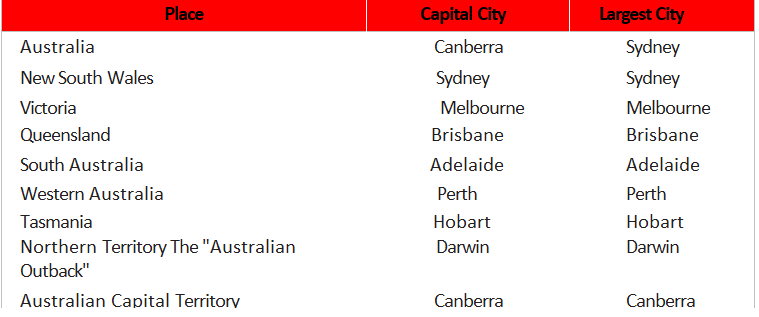 Place Capital City Largest City
Australia Canberra Sydney
New South Wales Sydney Sydney
Victoria Melbourne Melbourne
Queensland Brisbane Brisbane
South Australia Adelaide Adelaide
Western Australia Perth Perth
Tasmania Hobart Hobart
Northern Territory The "Australian Darwin Darwin
Outback"
Australian Capital Territory Canberra Canberra